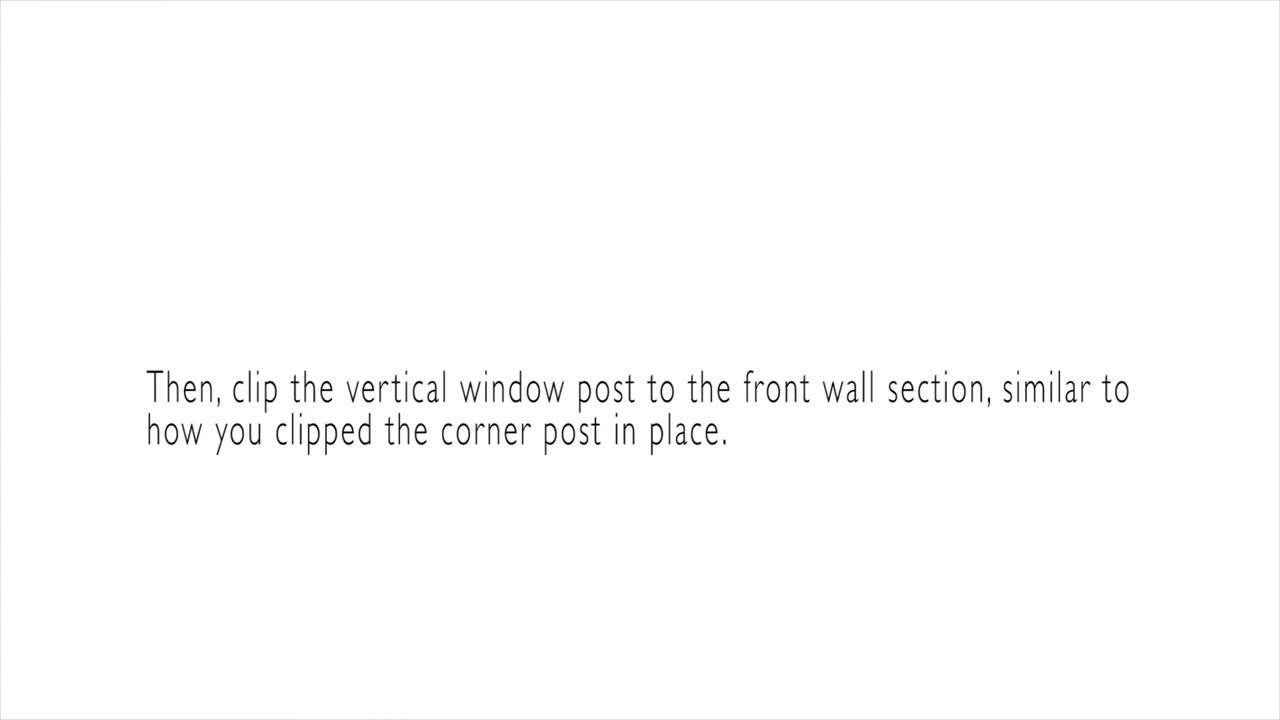 Then, clip the vertical window post to the front wall section, similar to
how you clipped the corner post in place.